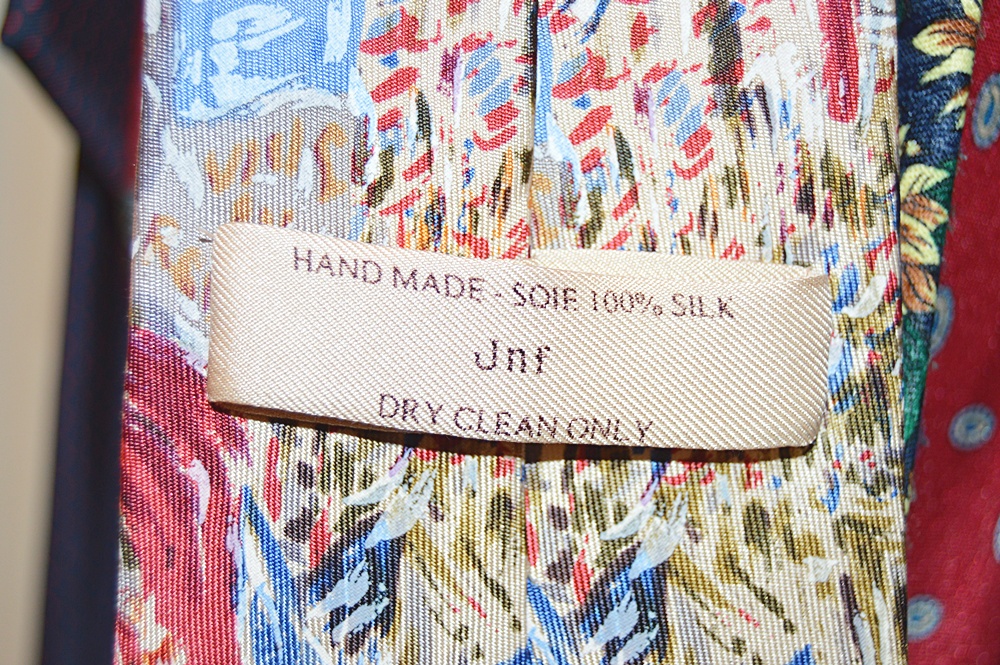 HAND MADE - SOIE 100% SILK
Jnf
DRY CLEAN ONLY